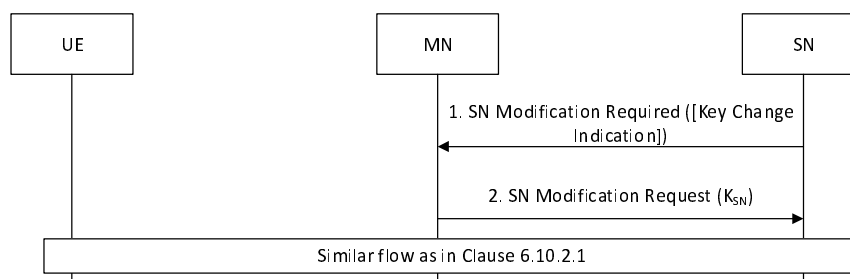 UE
MN
SN
1. SN Modification Required ([Key Change
Indication])
2. SN Modification Request (KSN)
Similar flow as in Clause 6.10.2.1